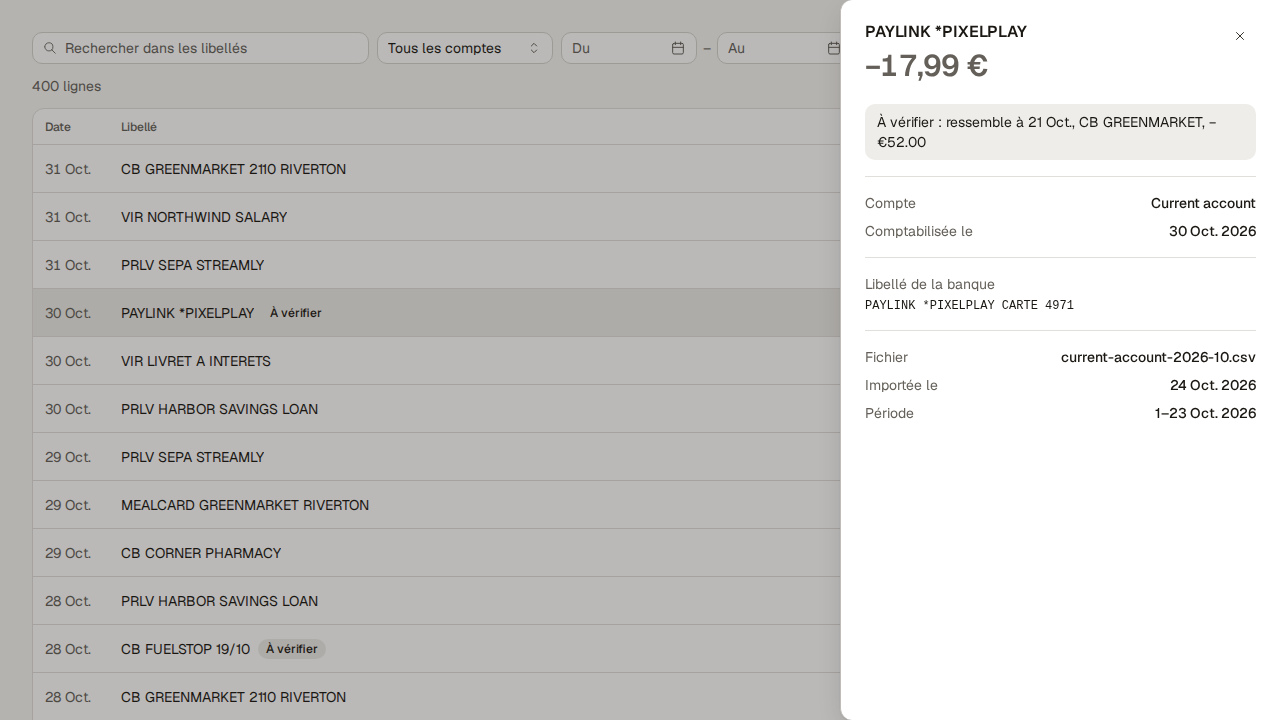 Rechercher dans les libellés
Tous les comptes
Du
–
Au
400 lignes
Date
Libellé
31 Oct.
CB GREENMARKET 2110 RIVERTON
31 Oct.
VIR NORTHWIND SALARY
31 Oct.
PRLV SEPA STREAMLY
30 Oct.
PAYLINK *PIXELPLAY
À vérifier
30 Oct.
VIR LIVRET A INTERETS
30 Oct.
PRLV HARBOR SAVINGS LOAN
29 Oct.
PRLV SEPA STREAMLY
29 Oct.
MEALCARD GREENMARKET RIVERTON
29 Oct.
CB CORNER PHARMACY
28 Oct.
PRLV HARBOR SAVINGS LOAN
28 Oct.
CB FUELSTOP 19/10
À vérifier
28 Oct.
CB GREENMARKET 2110 RIVERTON
PAYLINK *PIXELPLAY
–17,99 €
À vérifier : ressemble à 21 Oct., CB GREENMARKET, –
€52.00
Compte
Current account
Comptabilisée le
30 Oct. 2026
Libellé de la banque
PAYLINK *PIXELPLAY CARTE 4971
Fichier
current-account-2026-10.csv
Importée le
24 Oct. 2026
Période
1–23 Oct. 2026